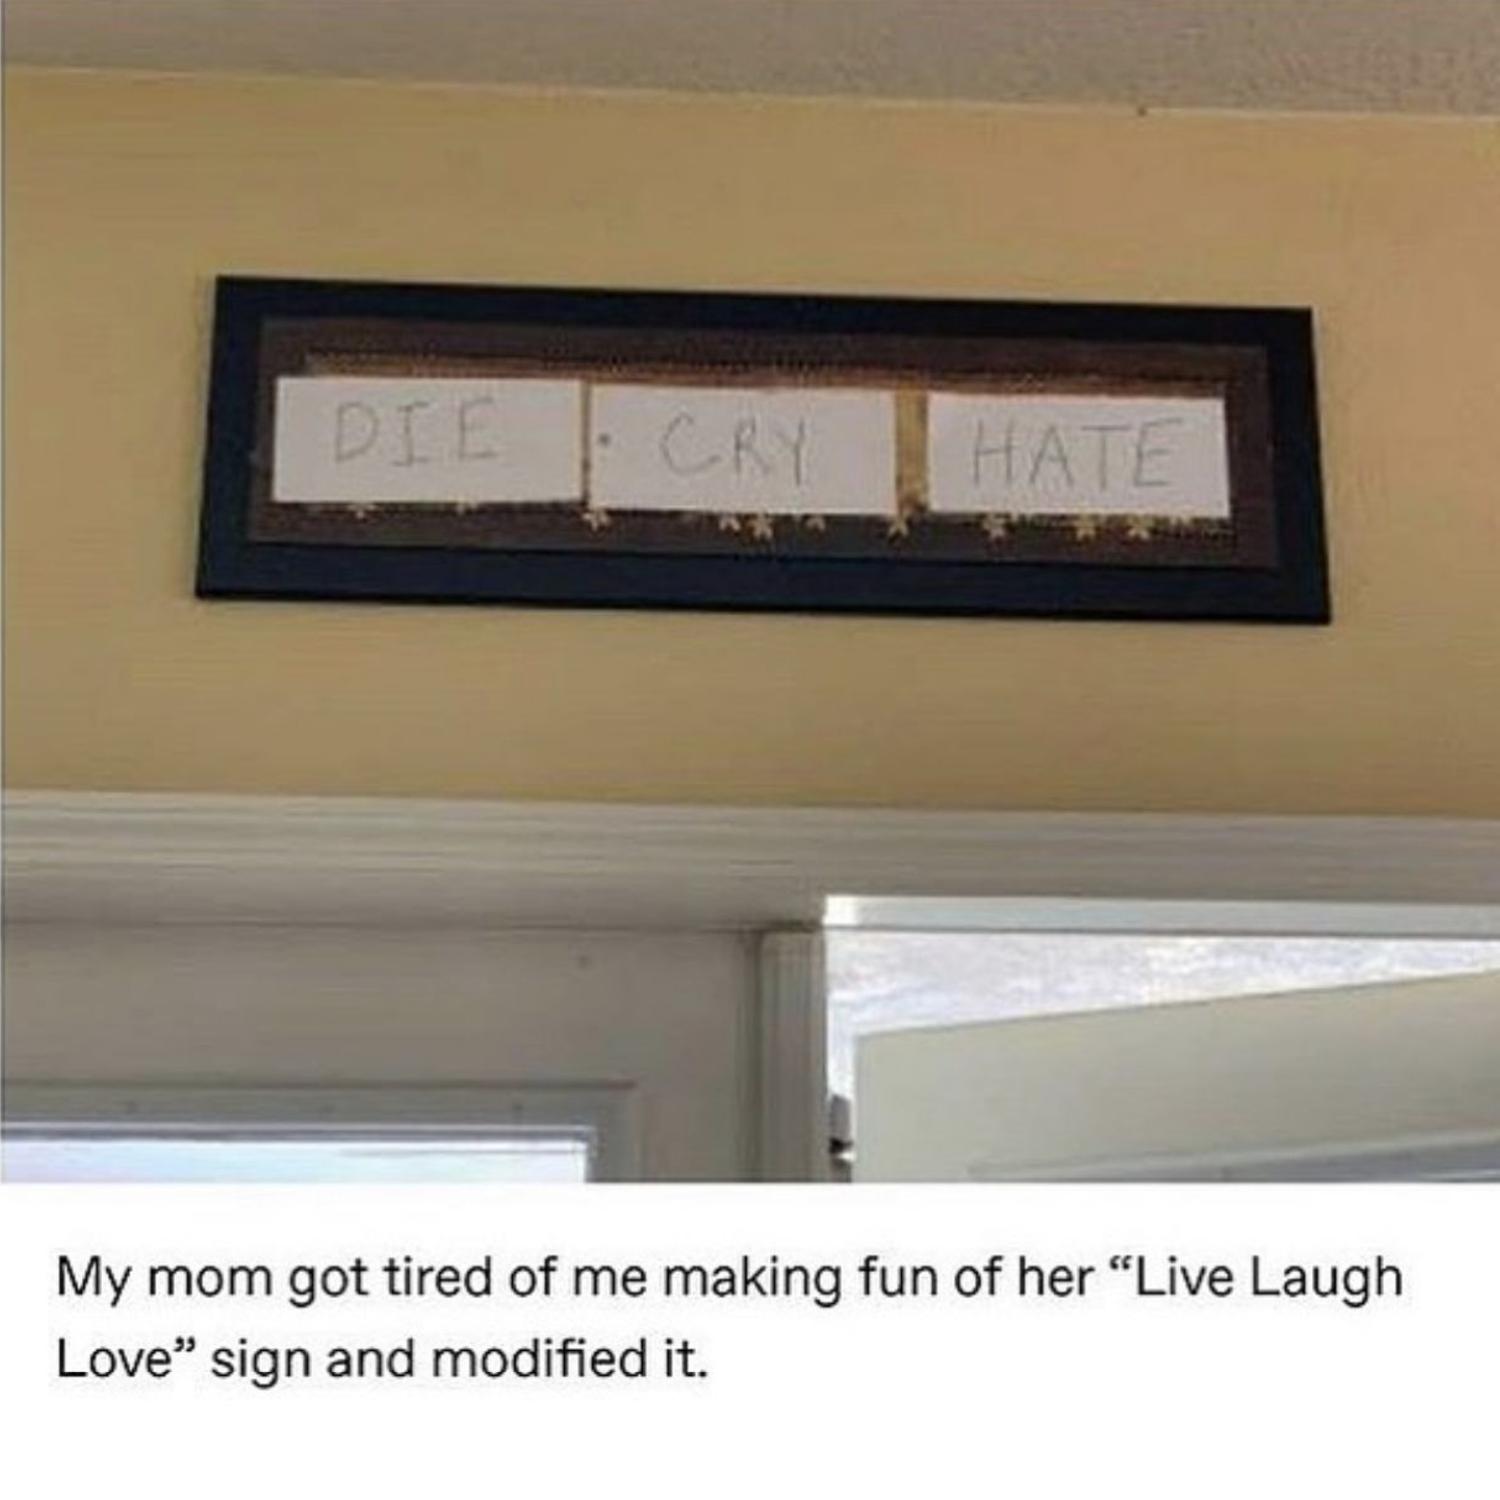 DIE · CRY HATE
My mom got tired of me making fun of her “Live Laugh
Love” sign and modified it.